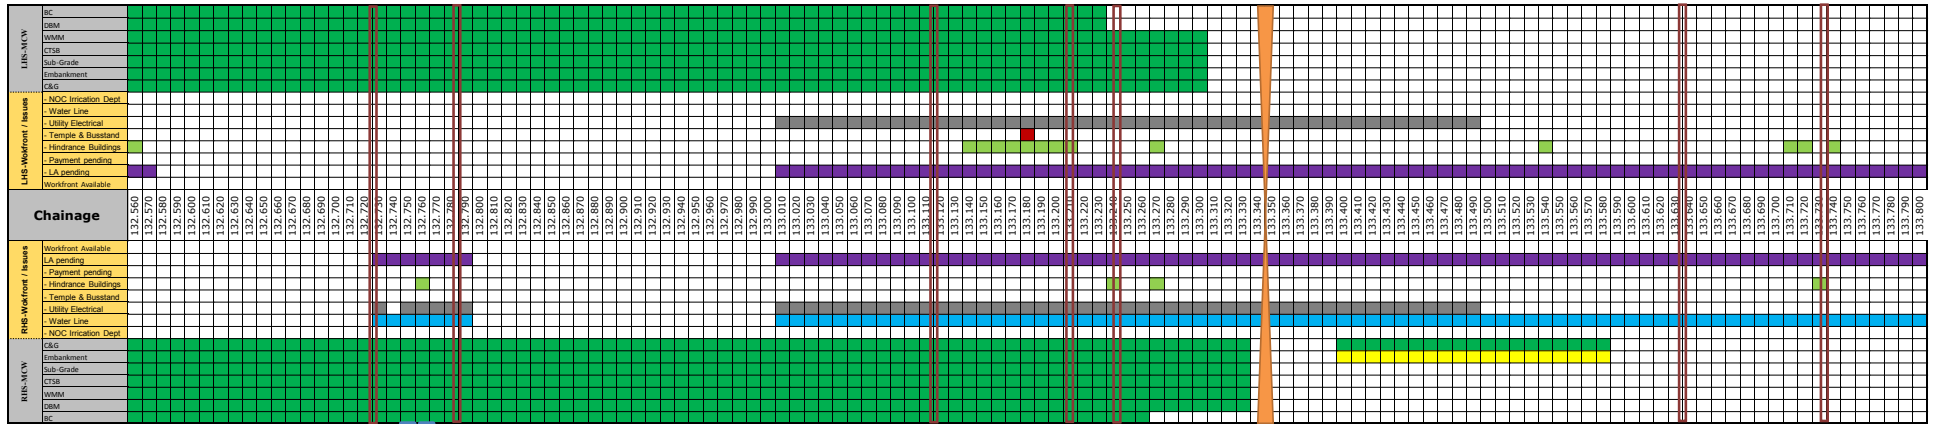 LHS-MCW
BC
DBM
WMM
CTSB
Sub-Grade
Embankment
C&G
LHS-Wokfront / Issues
- NOC Irrication Dept
- Water Line
- Utility Electrical
- Temple & Busstand
- Hindrance Buildings
- Payment pending
- LA pending
Workfront Available
Chainage
132.560 132.570 132.580 132.590 132.600 132.610 132.620 132.630 132.640 132.650 132.660 132.670 132.680 132.690 132.700 132.710 132.720 132.730 132.740 132.750 132.760 132.770 132.780 132.790 132.800 132.810 132.820 132.830 132.840 132.850 132.860 132.870 132.880 132.890 132.900 132.910 132.920 132.930 132.940 132.950 132.960 132.970 132.980 132.990 133.000 133.010 133.020 133.030 133.040 133.050 133.060 133.070 133.080 133.090 133.100 133.110 133.120 133.130 133.140 133.150 133.160 133.170 133.180 133.190 133.200 133.210 133.220 133.230 133.240 133.250 133.260 133.270 133.280 133.290 133.300 133.310 133.320 133.330 133.340 133.350 133.360 133.370 133.380 133.390 133.400 133.410 133.420 133.430 133.440 133.450 133.460 133.470 133.480 133.490 133.500 133.510 133.520 133.530 133.540 133.550 133.560 133.570 133.580 133.590 133.600 133.610 133.620 133.630 133.640 133.650 133.660 133.670 133.680 133.690 133.700 133.710 133.720 133.730 133.740 133.750 133.760 133.770 133.780 133.790 133.800
RHS-Wokfront / Issues
Workfront Available
LA pending
- Payment pending
- Hindrance Buildings
- Temple & Busstand
- Utility Electrical
- Water Line
- NOC Irrication Dept
RHS-MCW
C&G
Embankment
Sub-Grade
CTSB
WMM
DBM
BC